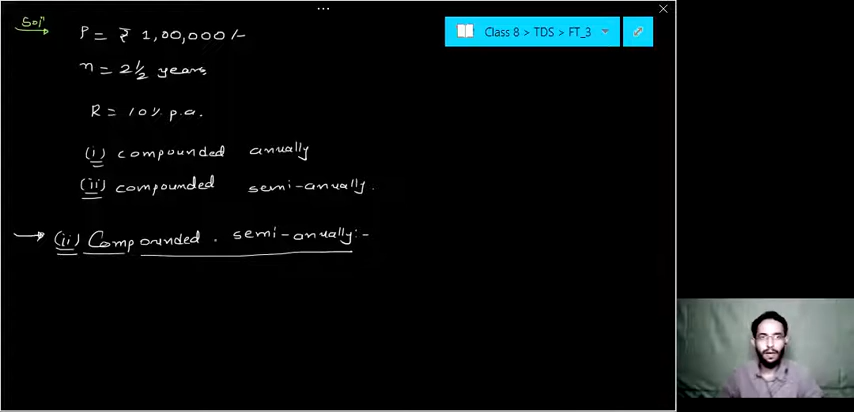 Solⁿ
P = ₹ 1,00,000/-
n = 2½ years
R = 10% p.a.
(i) compounded anually
(ii) compounded semi-anually.
(ii) Compounded semi-anually:-
Class 8 > TDS > FT_3